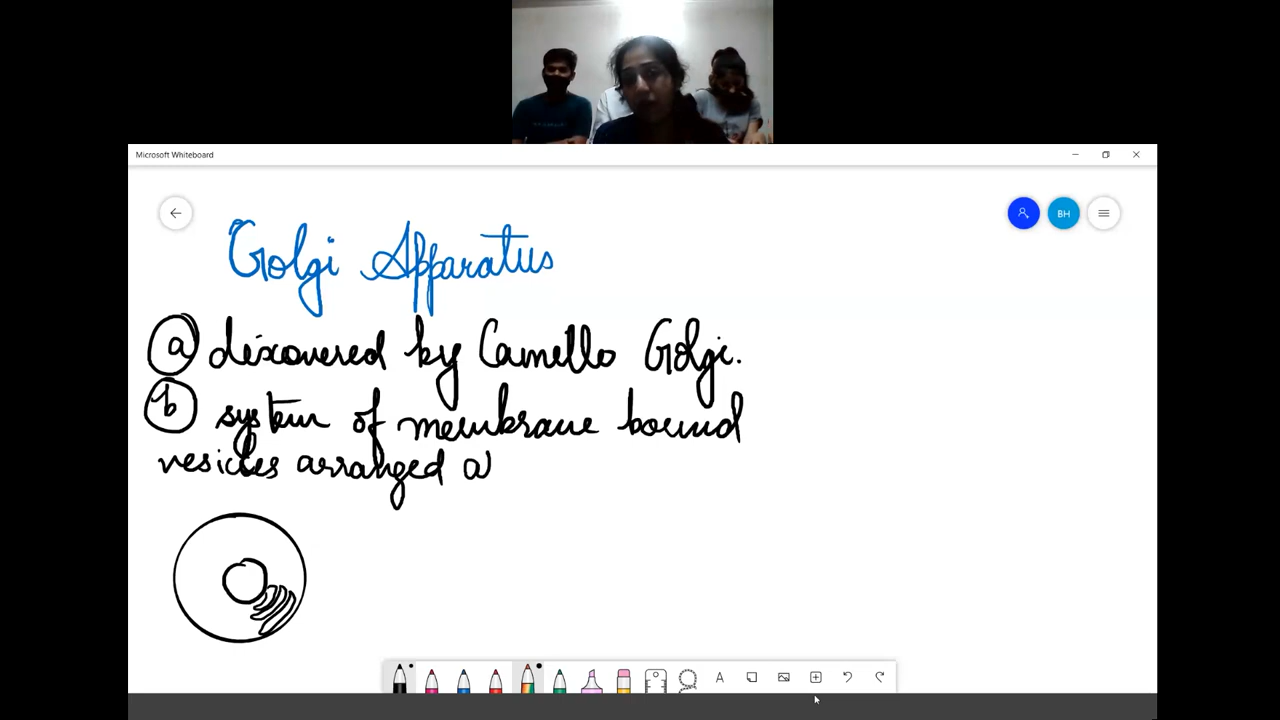 Microsoft Whiteboard
BH
Golgi Apparatus
a discovered by Camello Golgi.
b system of membrane bound
vesicles arranged a
A